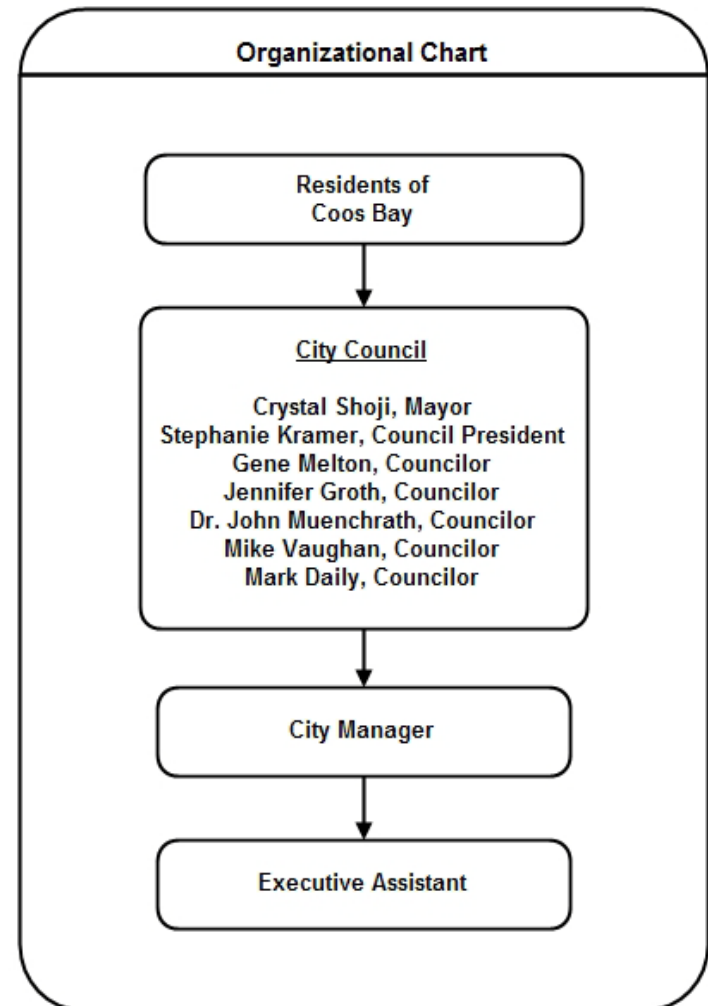 Organizational Chart
Residents of
Coos Bay
City Council
Crystal Shoji, Mayor
Stephanie Kramer, Council President
Gene Melton, Councilor
Jennifer Groth, Councilor
Dr. John Muenchrath, Councilor
Mike Vaughan, Councilor
Mark Daily, Councilor
City Manager
Executive Assistant